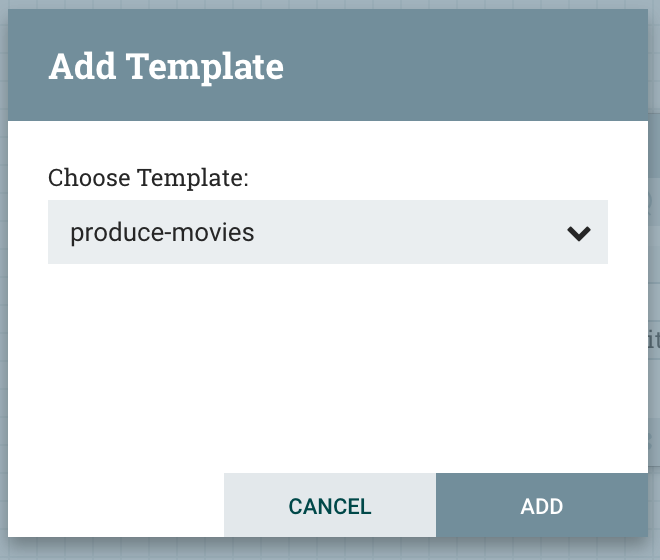 Add Template
Choose Template:
produce-movies
CANCEL
ADD